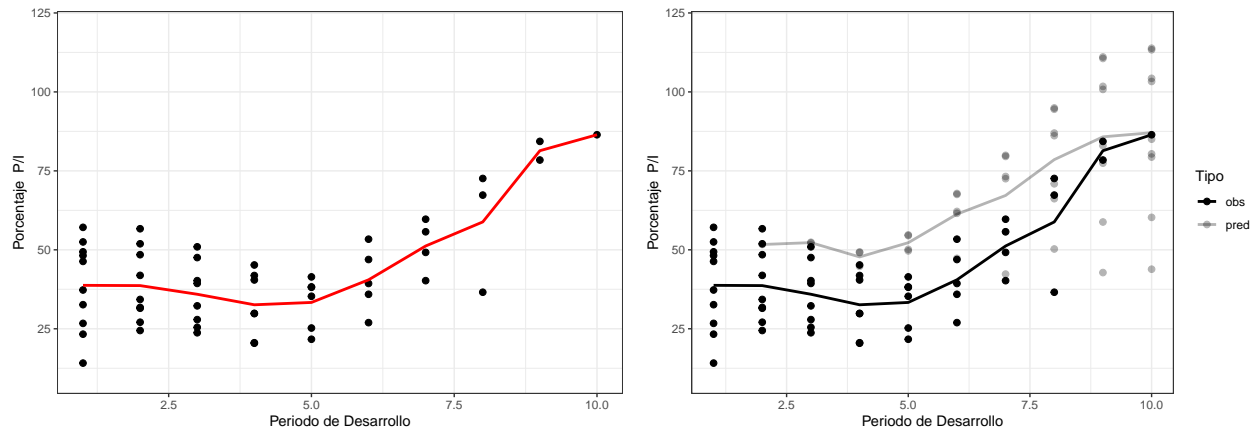 125
100
75
50
25
Porcentaje P/I
2.5
5.0
7.5
10.0
Periodo de Desarrollo
125
100
75
50
25
Porcentaje P/I
2.5
5.0
7.5
10.0
Periodo de Desarrollo
Tipo
obs
pred